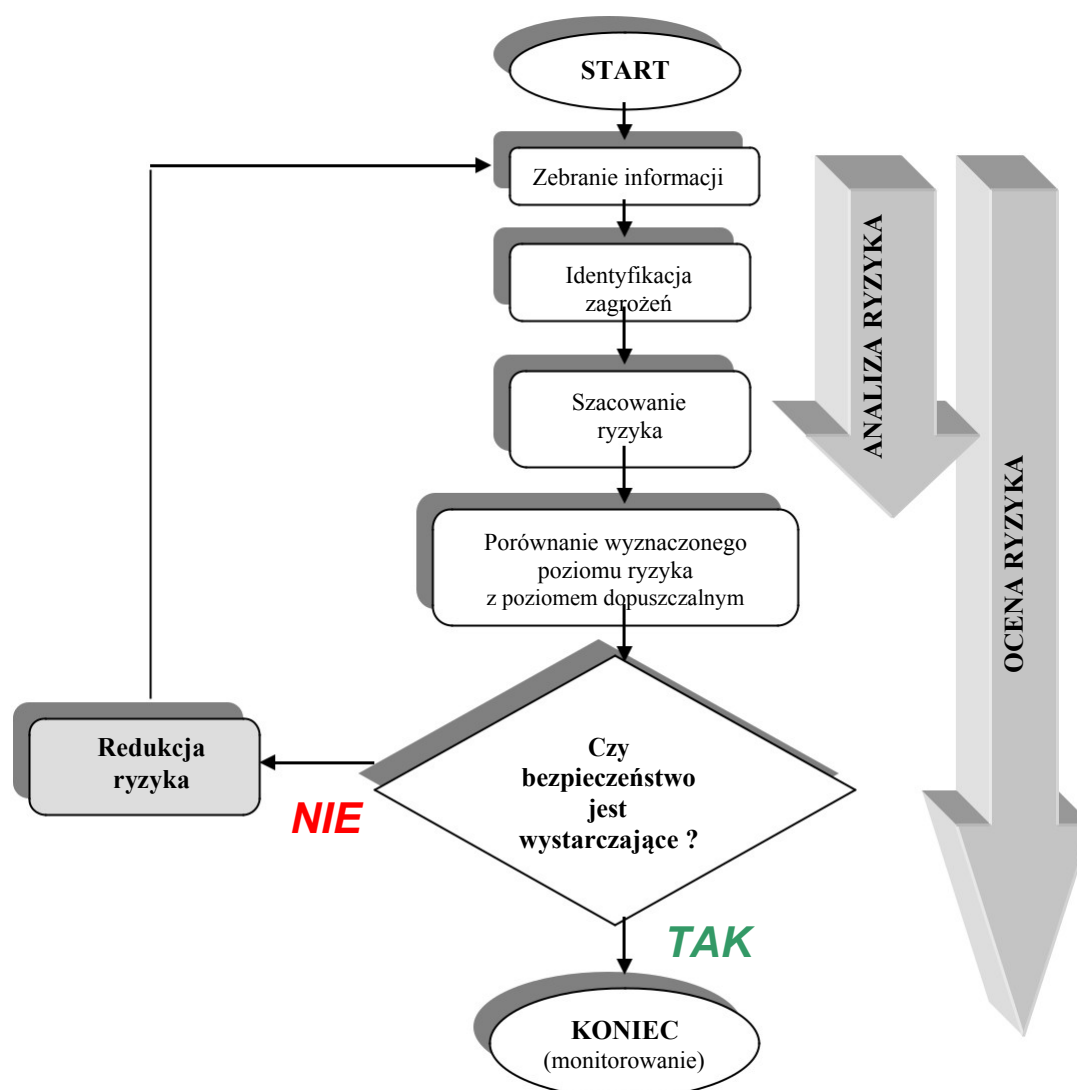 START
Zebranie informacji
Identyfikacja
zagrożeń
Szacowanie
ryzyka
Porównanie wyznaczonego
poziomu ryzyka
z poziomem dopuszczalnym
Czy
bezpieczeństwo
jest
wystarczające ?
NIE
Redukcja
ryzyka
TAK
KONIEC
(monitorowanie)
ANALIZA RYZYKA
OCENA RYZYKA